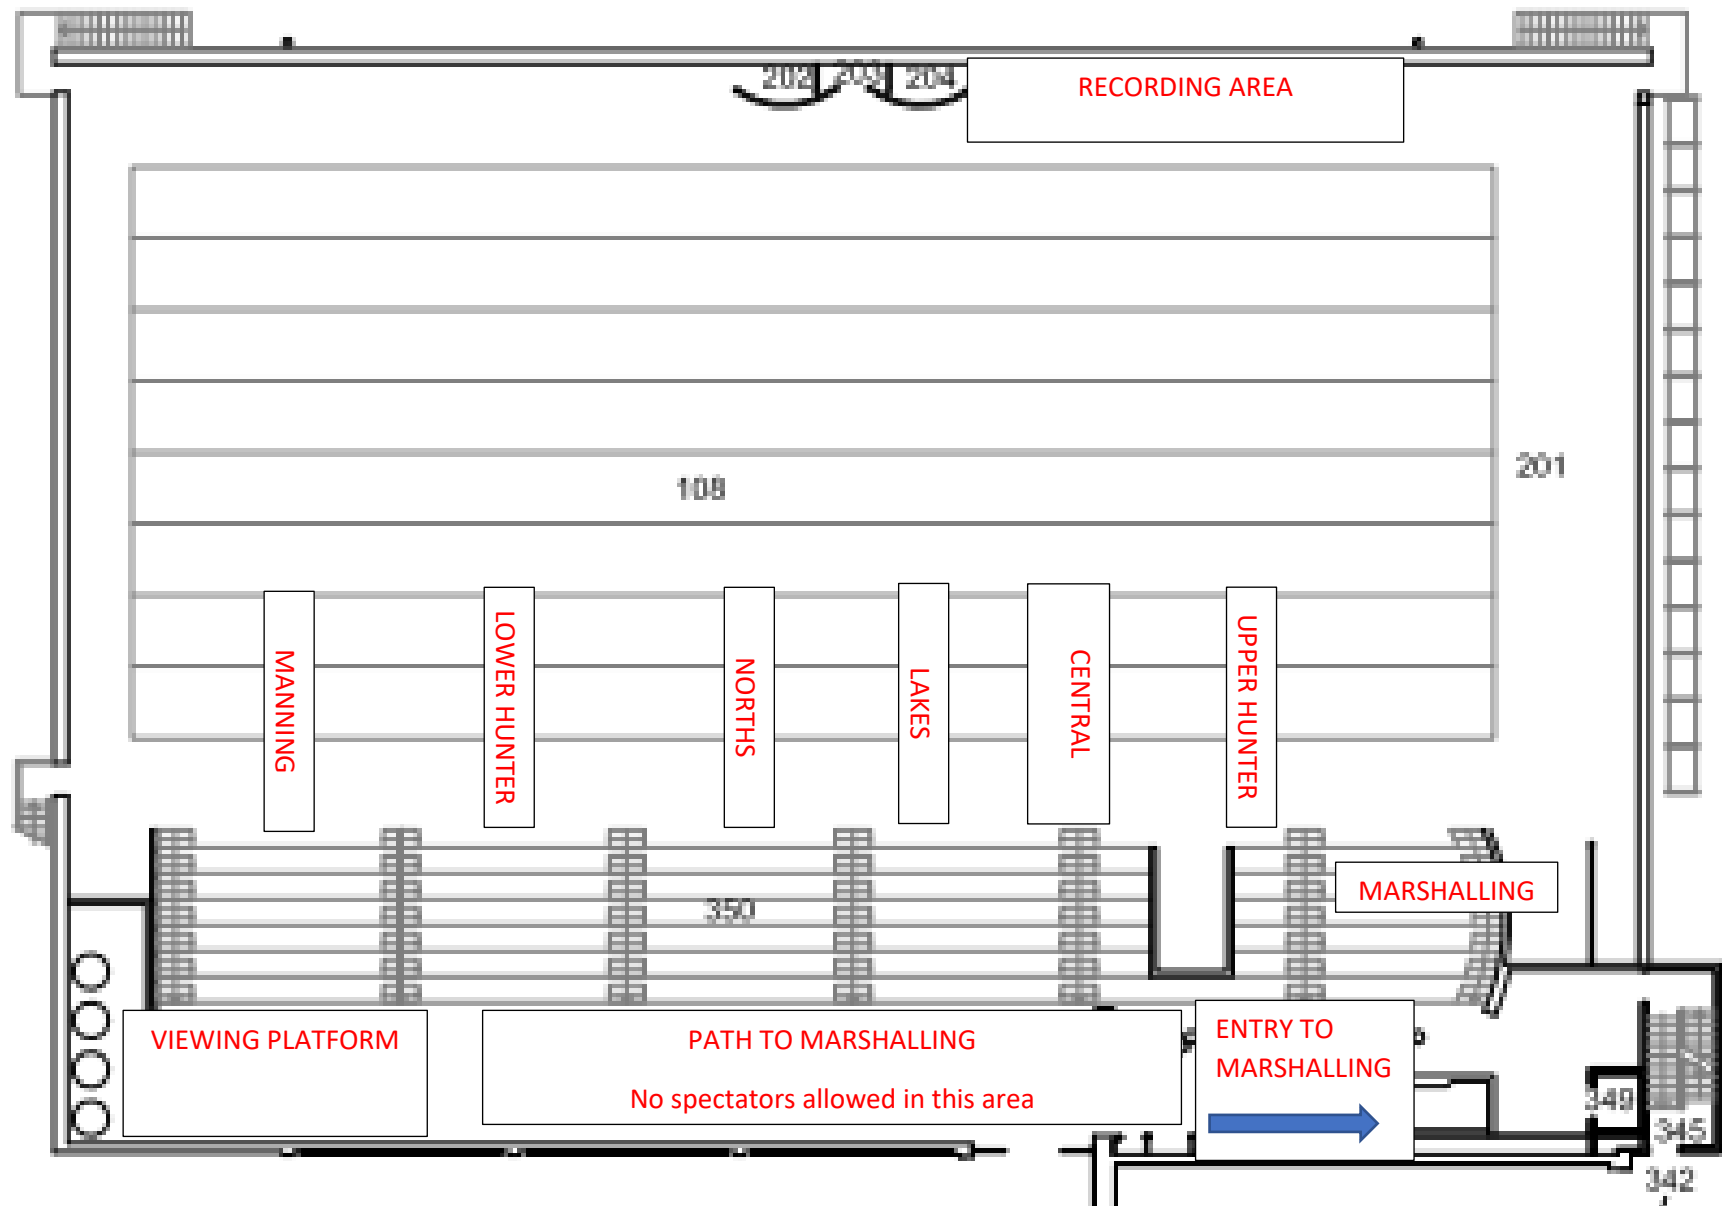 202
203
204
RECORDING AREA
201
108
MANNING
LOWER HUNTER
NORTHS
LAKES
CENTRAL
UPPER HUNTER
MARSHALLING
350
VIEWING PLATFORM
PATH TO MARSHALLING
No spectators allowed in this area
ENTRY TO
MARSHALLING
349
345
342